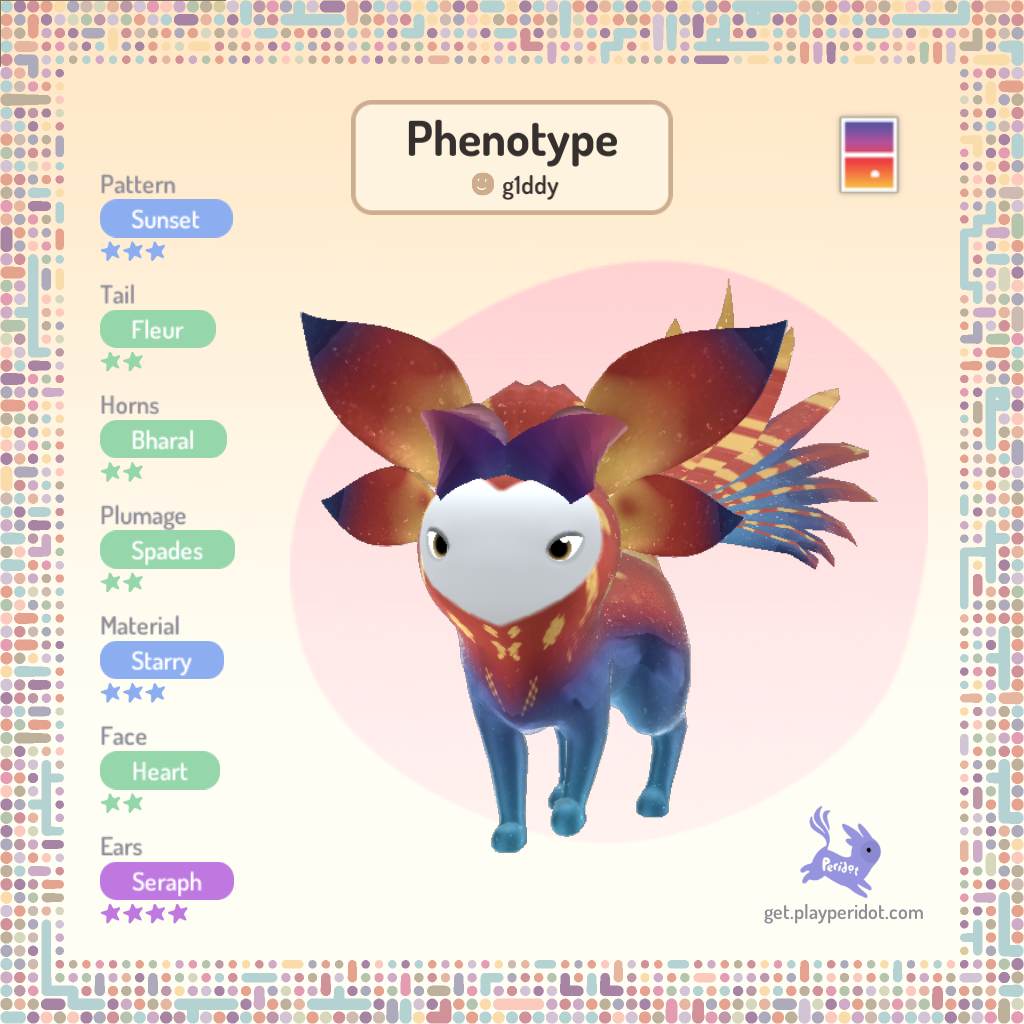 Phenotype
g1ddy
Pattern
Sunset
Tail
Fleur
Horns
Bharal
Plumage
Spades
Material
Starry
Face
Heart
Ears
Seraph
Peridot
get.playperidot.com